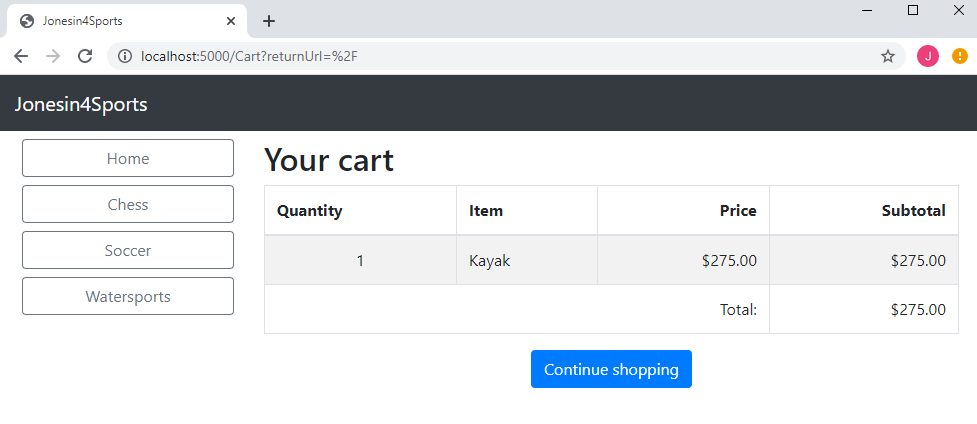 Jonesin4Sports
localhost:5000/Cart?returnUrl=%2F
J
Jonesin4Sports
Home
Chess
Soccer
Watersports
Your cart
Quantity Item Price Subtotal
1 Kayak $275.00 $275.00
Total: $275.00
Continue shopping